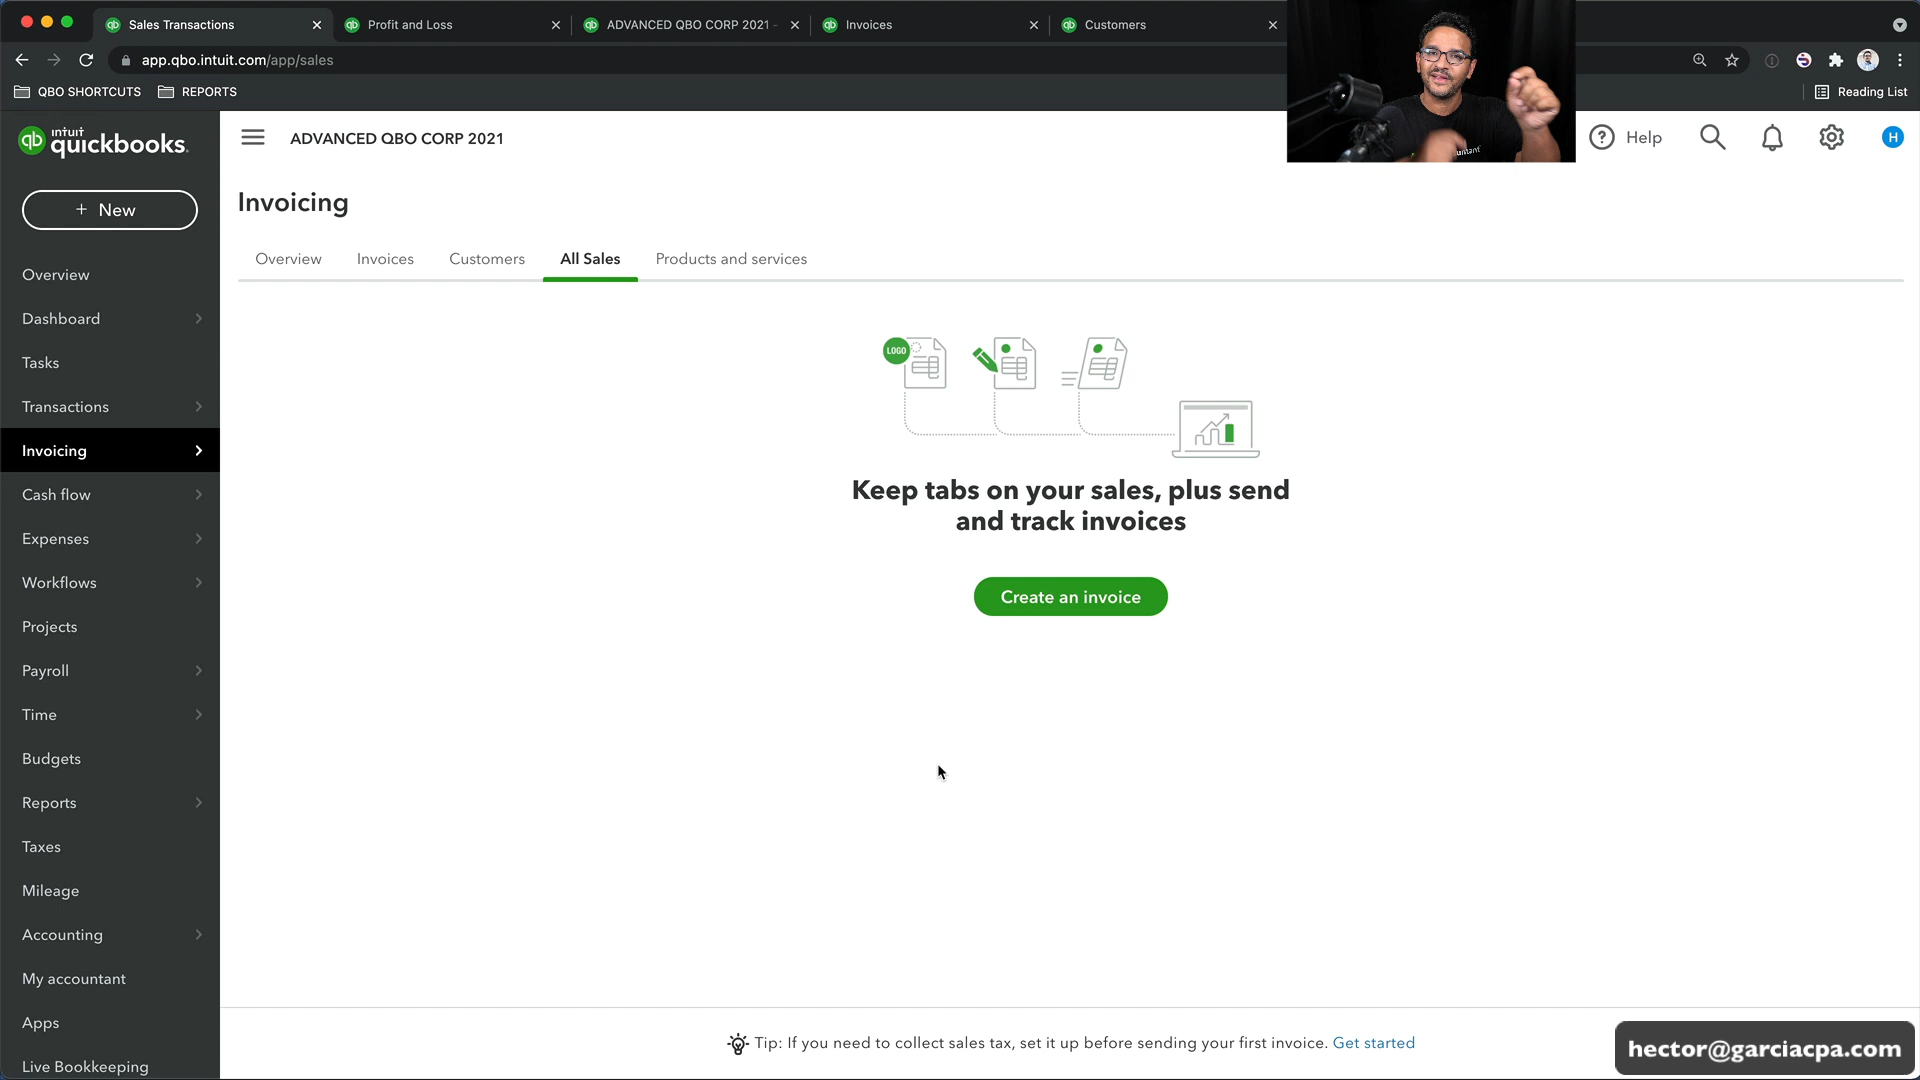 Sales Transactions
Profit and Loss
ADVANCED QBO CORP 2021 -
Invoices
Customers
app.qbo.intuit.com/app/sales
QBO SHORTCUTS
REPORTS
Reading List
qb intuit quickbooks.
ADVANCED QBO CORP 2021
Help
H
+ New
Invoicing
Overview
Invoices
Customers
All Sales
Products and services
Overview
Dashboard
Tasks
Transactions
Invoicing
Cash flow
Expenses
Workflows
Projects
Payroll
Time
Budgets
Reports
Taxes
Mileage
Accounting
My accountant
Apps
Live Bookkeeping
LOGO
Keep tabs on your sales, plus send
and track invoices
Create an invoice
Tip: If you need to collect sales tax, set it up before sending your first invoice. Get started
hector@garciacpa.com